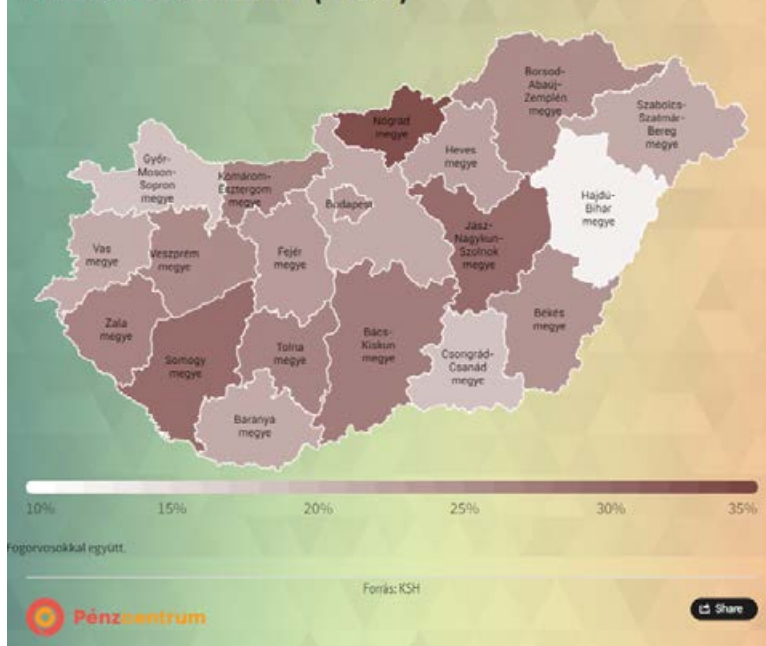 Borsod-
Abaúj-
Zemplén
megye
Szabolcs-
Szatmár-
Bereg
megye
Nógrád
megye
Heves
megye
Győr-
Moson-
Sopron
megye
Komárom-
Esztergom
megye
Budapest
Hajdú-
Bihar
megye
Jász-
Nagykun-
Szolnok
megye
Vas
megye
Veszprém
megye
Fejér
megye
Zala
megye
Somogy
megye
Tolna
megye
Bács-
Kiskun
megye
Békés
megye
Csongrád-
Csanád
megye
Baranya
megye
10% 15% 20% 25% 30% 35%
Fogorvosokkal együtt.
Forrás: KSH
Pénzcentrum
Share